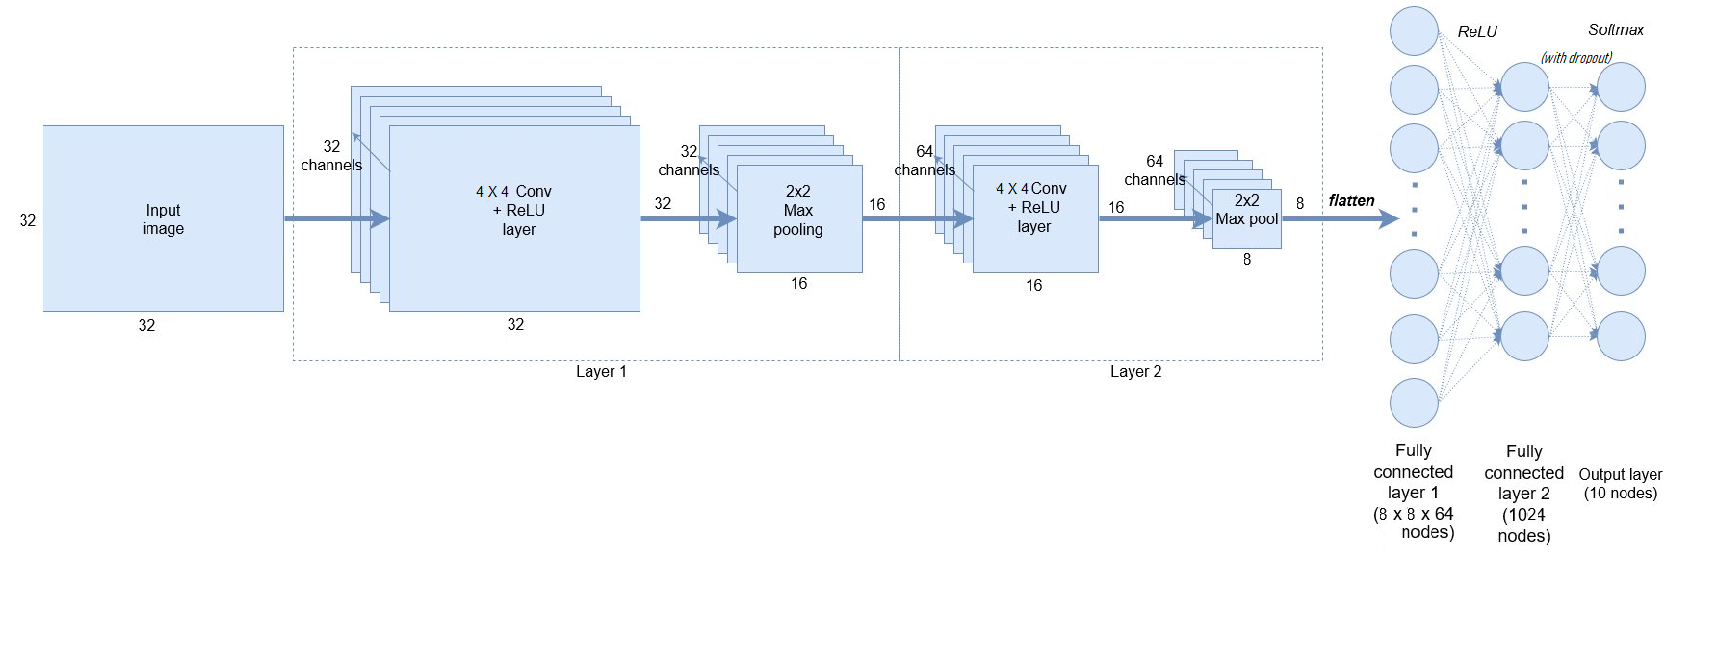 32
Input
image
32
32
channels
4 X 4 Conv
+ ReLU
layer
32
32
32
channels
2x2
Max
pooling
16
16
Layer 1
64
channels
4 X 4 Conv
+ ReLU
layer
16
16
64
channels
2x2
Max pool
8
8
Layer 2
flatten
ReLU
(with dropout)
Softmax
Fully
connected
layer 1
(8 x 8 x 64
nodes)
Fully
connected
layer 2
(1024
nodes)
Output layer
(10 nodes)